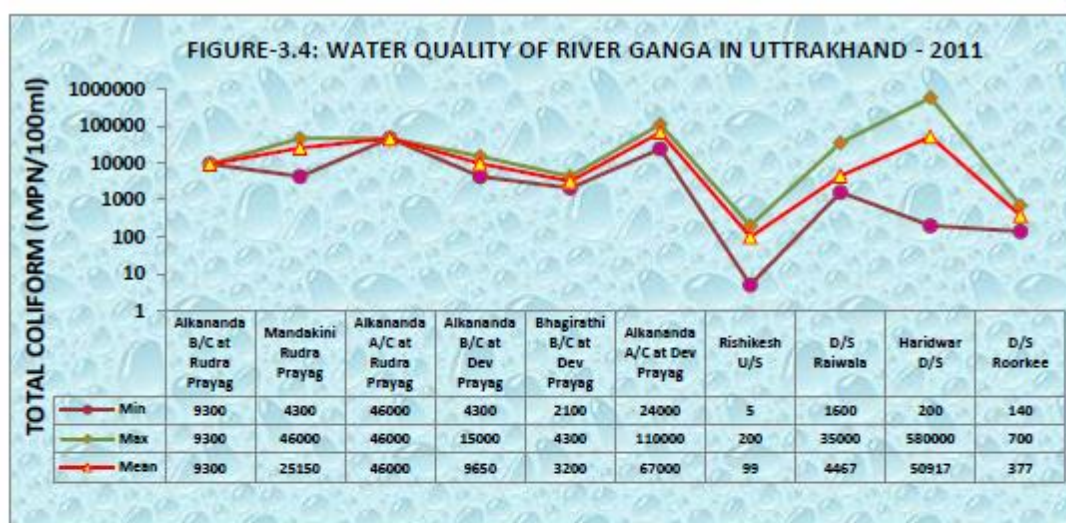 FIGURE-3.4: WATER QUALITY OF RIVER GANGA IN UTTRAKHAND - 2011
TOTAL COLIFORM (MPN/100ml)
1000000
100000
10000
1000
100
10
1
Alkananda B/C at Rudra Prayag
Mandakini Rudra Prayag
Alkananda A/C at Rudra Prayag
Alkananda B/C at Dev Prayag
Bhagirathi B/C at Dev Prayag
Alkananda A/C at Dev Prayag
Rishikesh U/S
D/S Raiwala
Haridwar D/S
D/S Roorkee
Min 9300 4300 46000 4300 2100 24000 5 1600 200 140
Max 9300 46000 46000 15000 4300 110000 200 35000 580000 700
Mean 9300 25150 46000 9650 3200 67000 99 4467 50917 377